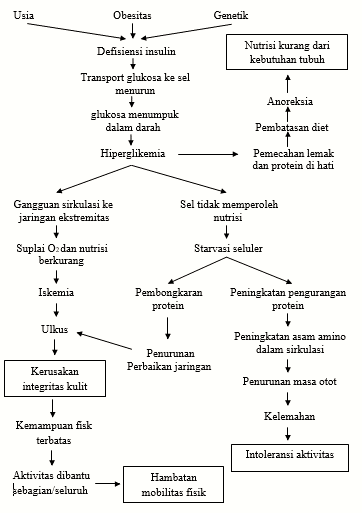 Usia
Obesitas
Genetik
Defisiensi insulin
Nutrisi kurang dari
kebutuhan tubuh
Transport glukosa ke sel
menurun
glukosa menumpuk
dalam darah
Anoreksia
Pembatasan diet
Hiperglikemia
Pemecahan lemak
dan protein di hati
Gangguan sirkulasi ke
jaringan ekstremitas
Sel tidak memperoleh
nutrisi
Suplai O2 dan nutrisi
berkurang
Starvasi seluler
Iskemia
Pembongkaran
protein
Peningkatan pengurangan
protein
Ulkus
Penurunan
Perbaikan jaringan
Peningkatan asam amino
dalam sirkulasi
Kerusakan
integritas kulit
Penurunan masa otot
Kelemahan
Kemampuan fisk
terbatas
Intoleransi aktivitas
Aktivitas dibantu
sebagian/seluruh
Hambatan
mobilitas fisik